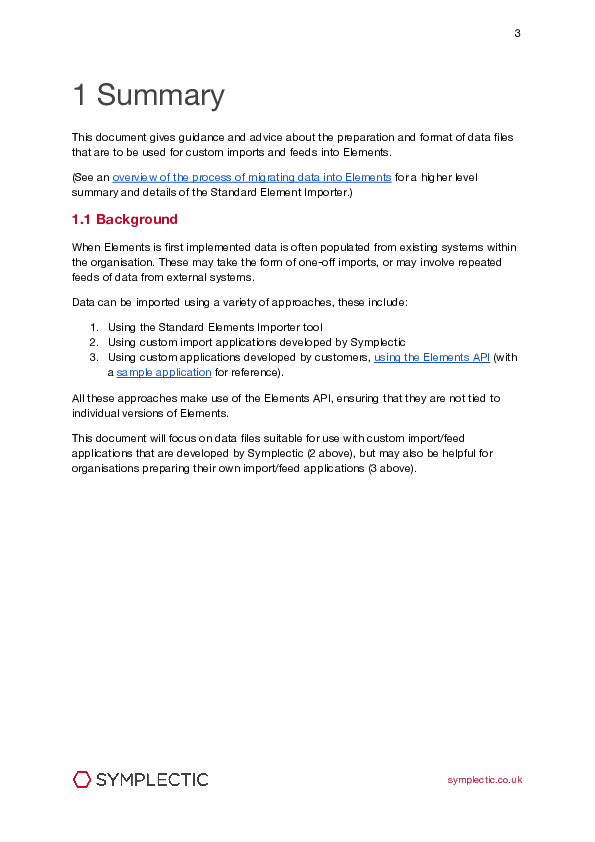 3
1 Summary
This document gives guidance and advice about the preparation and format of data files
that are to be used for custom imports and feeds into Elements.
(See an overview of the process of migrating data into Elements for a higher level
summary and details of the Standard Element Importer.)
1.1 Background
When Elements is first implemented data is often populated from existing systems within
the organisation. These may take the form of one-off imports, or may involve repeated
feeds of data from external systems.
Data can be imported using a variety of approaches, these include:
1. Using the Standard Elements Importer tool
2. Using custom import applications developed by Symplectic
3. Using custom applications developed by customers, using the Elements API (with
a sample application for reference).
All these approaches make use of the Elements API, ensuring that they are not tied to
individual versions of Elements.
This document will focus on data files suitable for use with custom import/feed
applications that are developed by Symplectic (2 above), but may also be helpful for
organisations preparing their own import/feed applications (3 above).
SYMPLECTIC
symplectic.co.uk